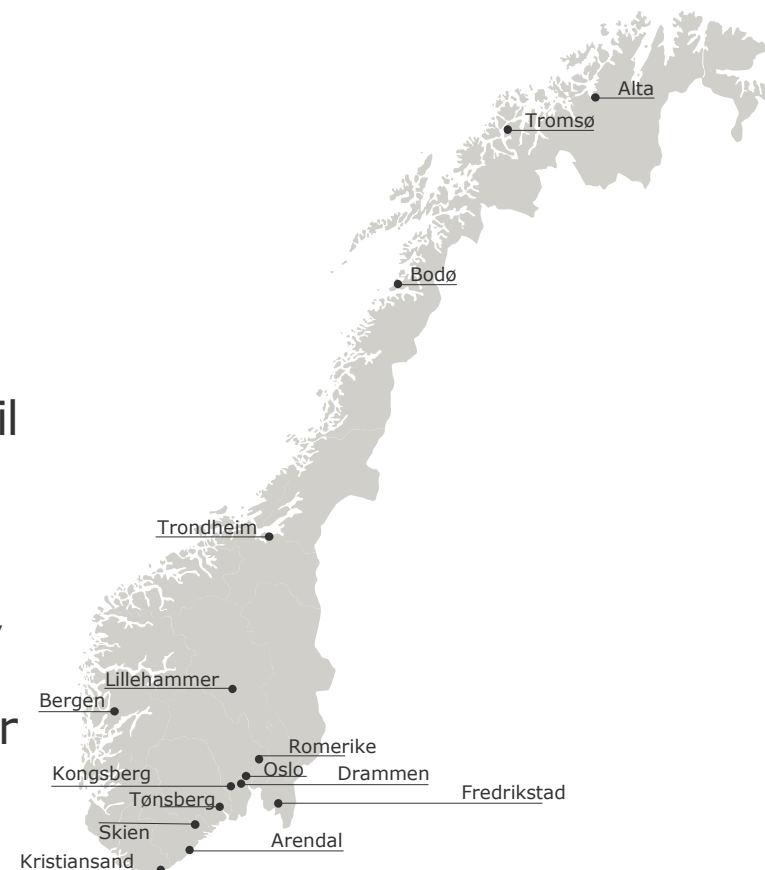 Alta
Tromsø
Bodø
il
Trondheim
Lillehammer
Bergen
r
Romerike
Oslo
Kongsberg
Drammen
Tønsberg
Fredrikstad
Skien
Arendal
Kristiansand